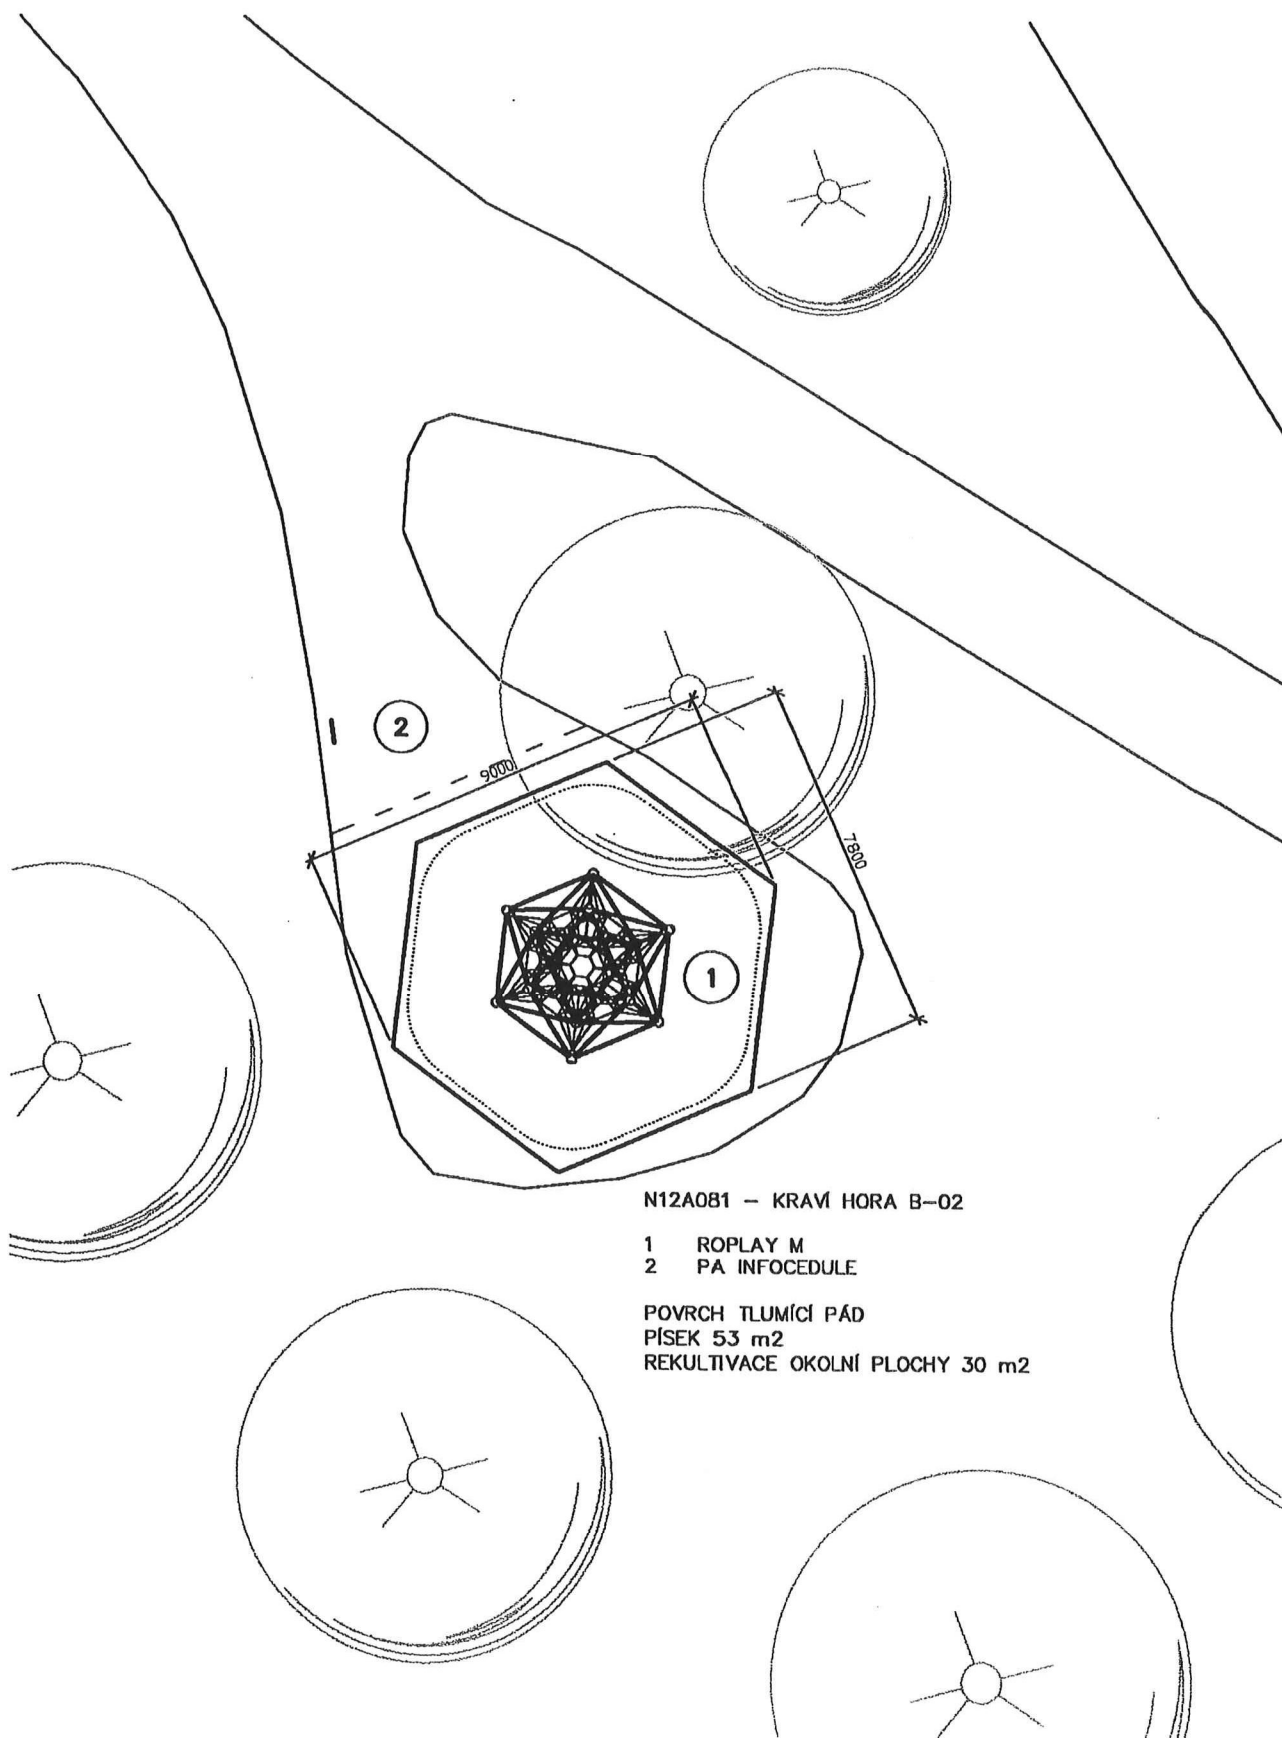 2
9000
7800
1
N12A081 – KRAVÍ HORA B-02
1 ROPLAY M
2 PA INFOCEDULE
POVRCH TLUMÍCÍ PÁD
PÍSEK 53 m2
REKULTIVACE OKOLNÍ PLOCHY 30 m2